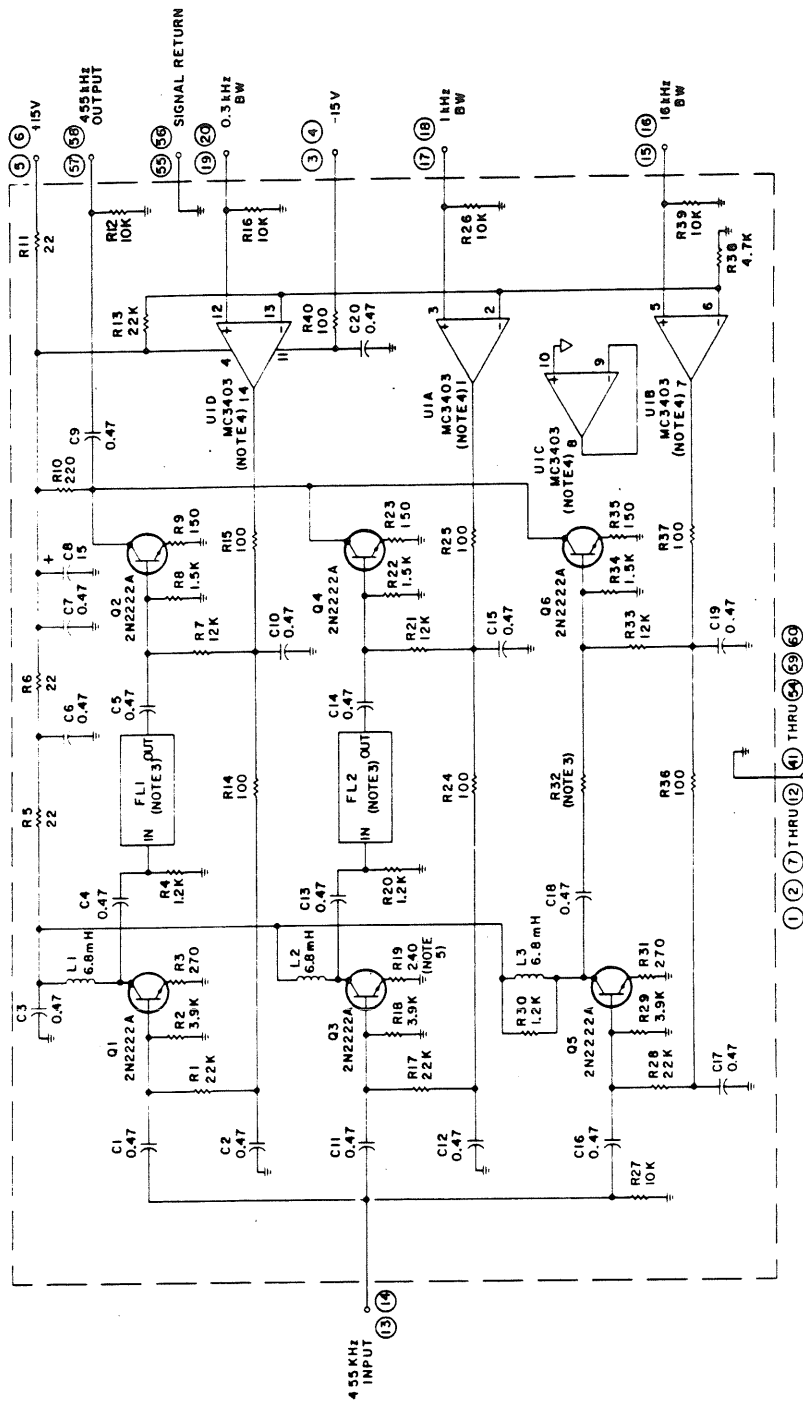 455KHz
INPUT
13 14
C1
0.47
C2
0.47
R1
22K
Q1
2N2222A
R2
3.9K
R3
270
C3
0.47
L1
6.8mH
C4
0.47
R4
1.2K
R5
22
C6
0.47
R6
22
C7
0.47
C8
15
+
IN
FL1
(NOTE3)
OUT
C5
0.47
R7
12K
Q2
2N2222A
R8
1.5K
R9
150
R10
220
C9
0.47
R11
22
5 6
+15V
57 58
455kHz
OUTPUT
R12
10K
55 56
SIGNAL RETURN
19 20
0.3kHz
BW
R16
10K
R13
22K
4
12
+
13
-
11
U1D
MC3403
(NOTE4)
14
R40
100
C20
0.47
3 4
-15V
R14
100
R15
100
C10
0.47
C11
0.47
C12
0.47
R17
22K
Q3
2N2222A
R18
3.9K
R19
240
(NOTE
5)
L2
6.8mH
C13
0.47
R20
1.2K
IN
FL2
(NOTE3)
OUT
C14
0.47
R21
12K
Q4
2N2222A
R22
1.5K
R23
150
R24
100
R25
100
C15
0.47
U1A
MC3403
(NOTE4)
1
3
+
2
-
17 18
1kHz
BW
R26
10K
U1C
MC3403
(NOTE4)
8
10
+
9
-
C16
0.47
R27
10K
R28
22K
C17
0.47
Q5
2N2222A
R29
3.9K
R31
270
R30
1.2K
L3
6.8mH
C18
0.47
R32
(NOTE3)
R33
12K
Q6
2N2222A
R34
1.5K
R35
150
R36
100
R37
100
C19
0.47
U1B
MC3403
(NOTE4)
7
5
+
6
-
15 16
16kHz
BW
R39
10K
R38
4.7K
1 2 7 THRU 12 41 THRU 54 59 60